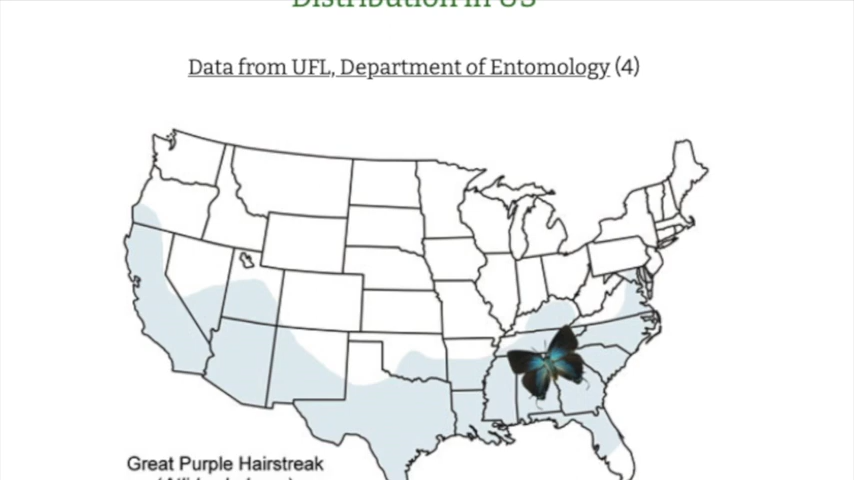 Distribution in US
Data from UFL, Department of Entomology (4)
Great Purple Hairstreak